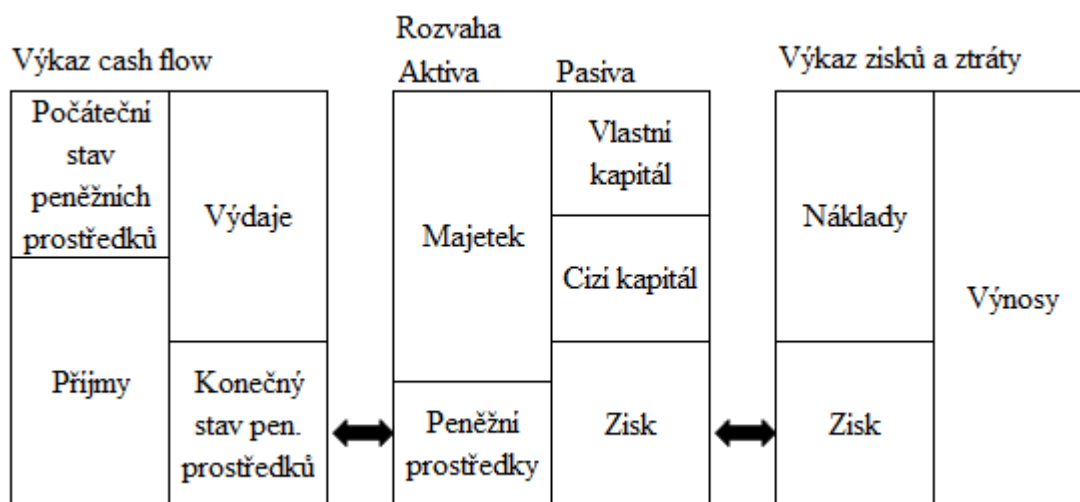 Výkaz cash flow
Počáteční
stav
peněžních
prostředků
Příjmy
Výdaje
Konečný
stav pen.
prostředků
Rozvaha
Aktiva
Pasiva
Majetek
Peněžní
prostředky
Vlastní
kapitál
Cizí kapitál
Zisk
Výkaz zisků a ztráty
Náklady
Zisk
Výnosy